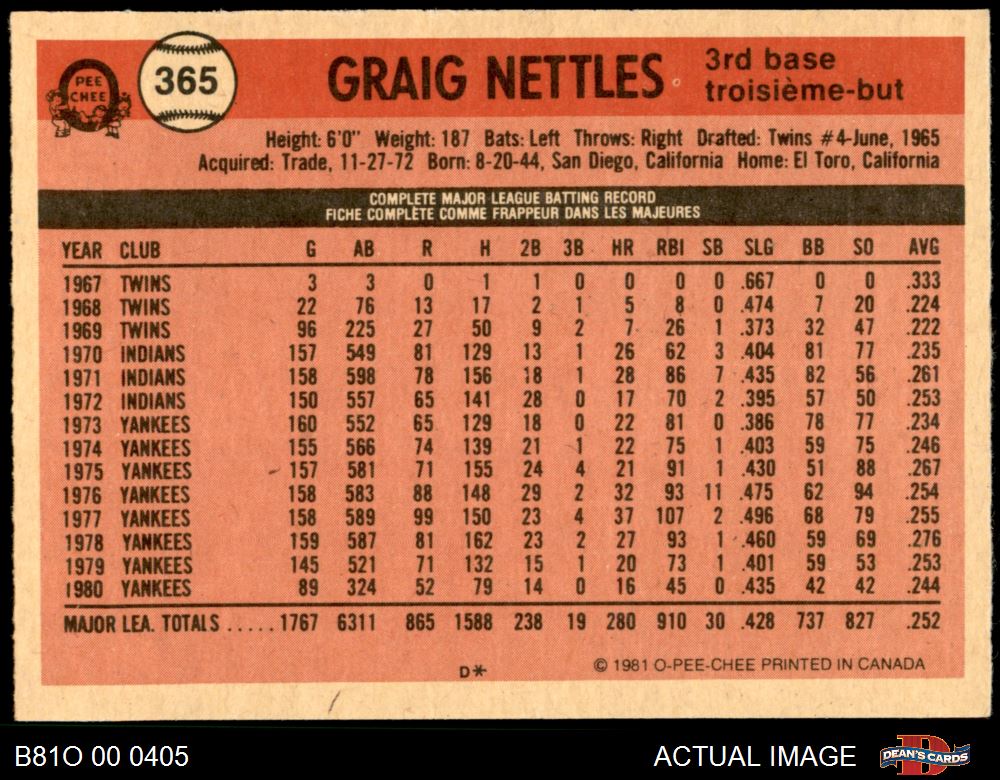 PEE
CHEE
365
GRAIG NETTLES
3rd base
troisième-but
Height: 6'0" Weight: 187 Bats: Left Throws: Right Drafted: Twins #4-June, 1965
Acquired: Trade, 11-27-72 Born: 8-20-44, San Diego, California Home: El Toro, California
COMPLETE MAJOR LEAGUE BATTING RECORD
FICHE COMPLÈTE COMME FRAPPEUR DANS LES MAJEURES
YEAR CLUB G AB R H 2B 3B HR RBI SB SLG BB SO AVG
1967 TWINS 3 3 0 1 1 0 0 0 0 .667 0 0 .333
1968 TWINS 22 76 13 17 2 1 5 8 0 .474 7 20 .224
1969 TWINS 96 225 27 50 9 2 7 26 1 .373 32 47 .222
1970 INDIANS 157 549 81 129 13 1 26 62 3 .404 81 77 .235
1971 INDIANS 158 598 78 156 18 1 28 86 7 .435 82 56 .261
1972 INDIANS 150 557 65 141 28 0 17 70 2 .395 57 50 .253
1973 YANKEES 160 552 65 129 18 0 22 81 0 .386 78 77 .234
1974 YANKEES 155 566 74 139 21 1 22 75 1 .403 59 75 .246
1975 YANKEES 157 581 71 155 24 4 21 91 1 .430 51 88 .267
1976 YANKEES 158 583 88 148 29 2 32 93 11 .475 62 94 .254
1977 YANKEES 158 589 99 150 23 4 37 107 2 .496 68 79 .255
1978 YANKEES 159 587 81 162 23 2 27 93 1 .460 59 69 .276
1979 YANKEES 145 521 71 132 15 1 20 73 1 .401 59 53 .253
1980 YANKEES 89 324 52 79 14 0 16 45 0 .435 42 42 .244
MAJOR LEA. TOTALS ..... 1767 6311 865 1588 238 19 280 910 30 .428 737 827 .252
D*
© 1981 O-PEE-CHEE PRINTED IN CANADA
B81O 00 0405
ACTUAL IMAGE
DEAN'S CARDS